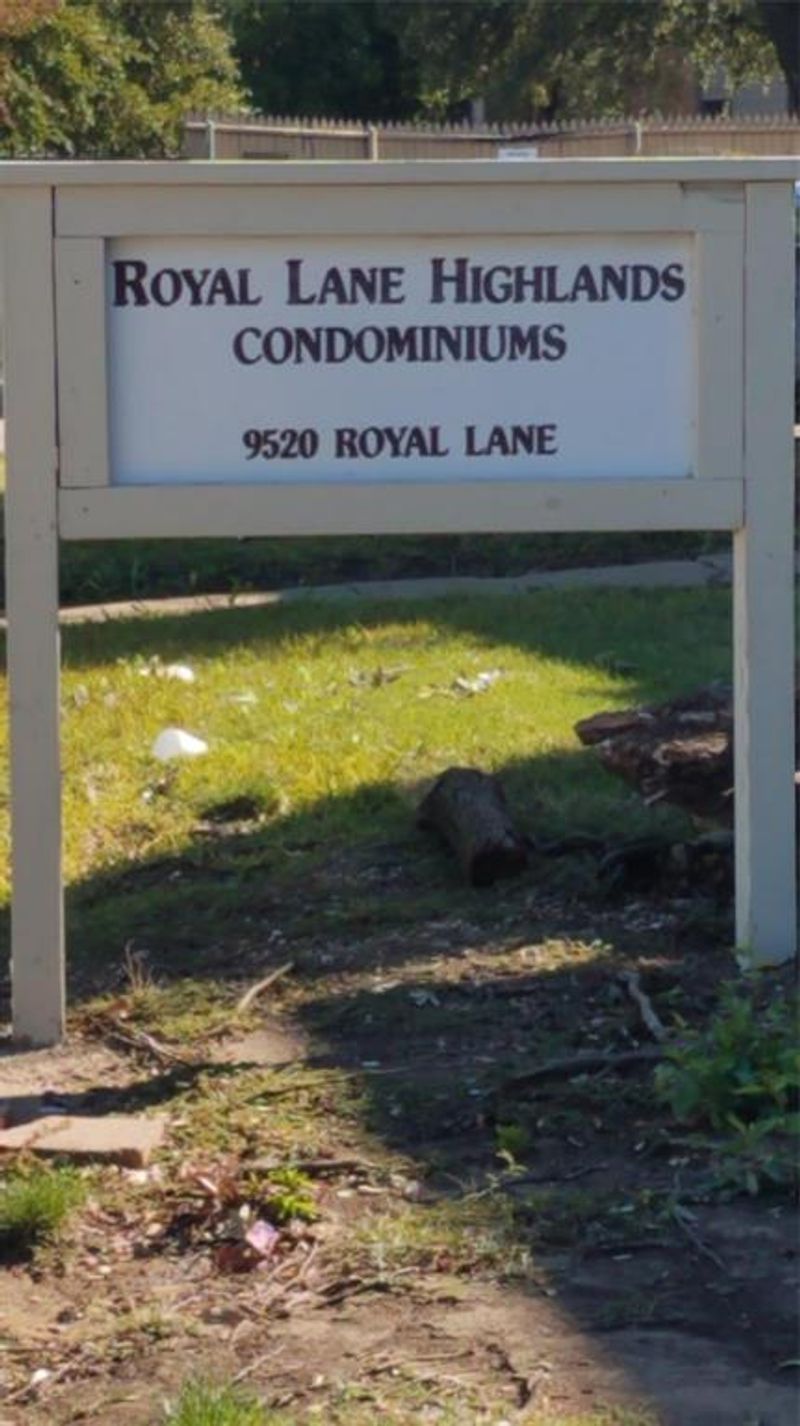 ROYAL LANE HIGHLANDS
CONDOMINIUMS
9520 ROYAL LANE